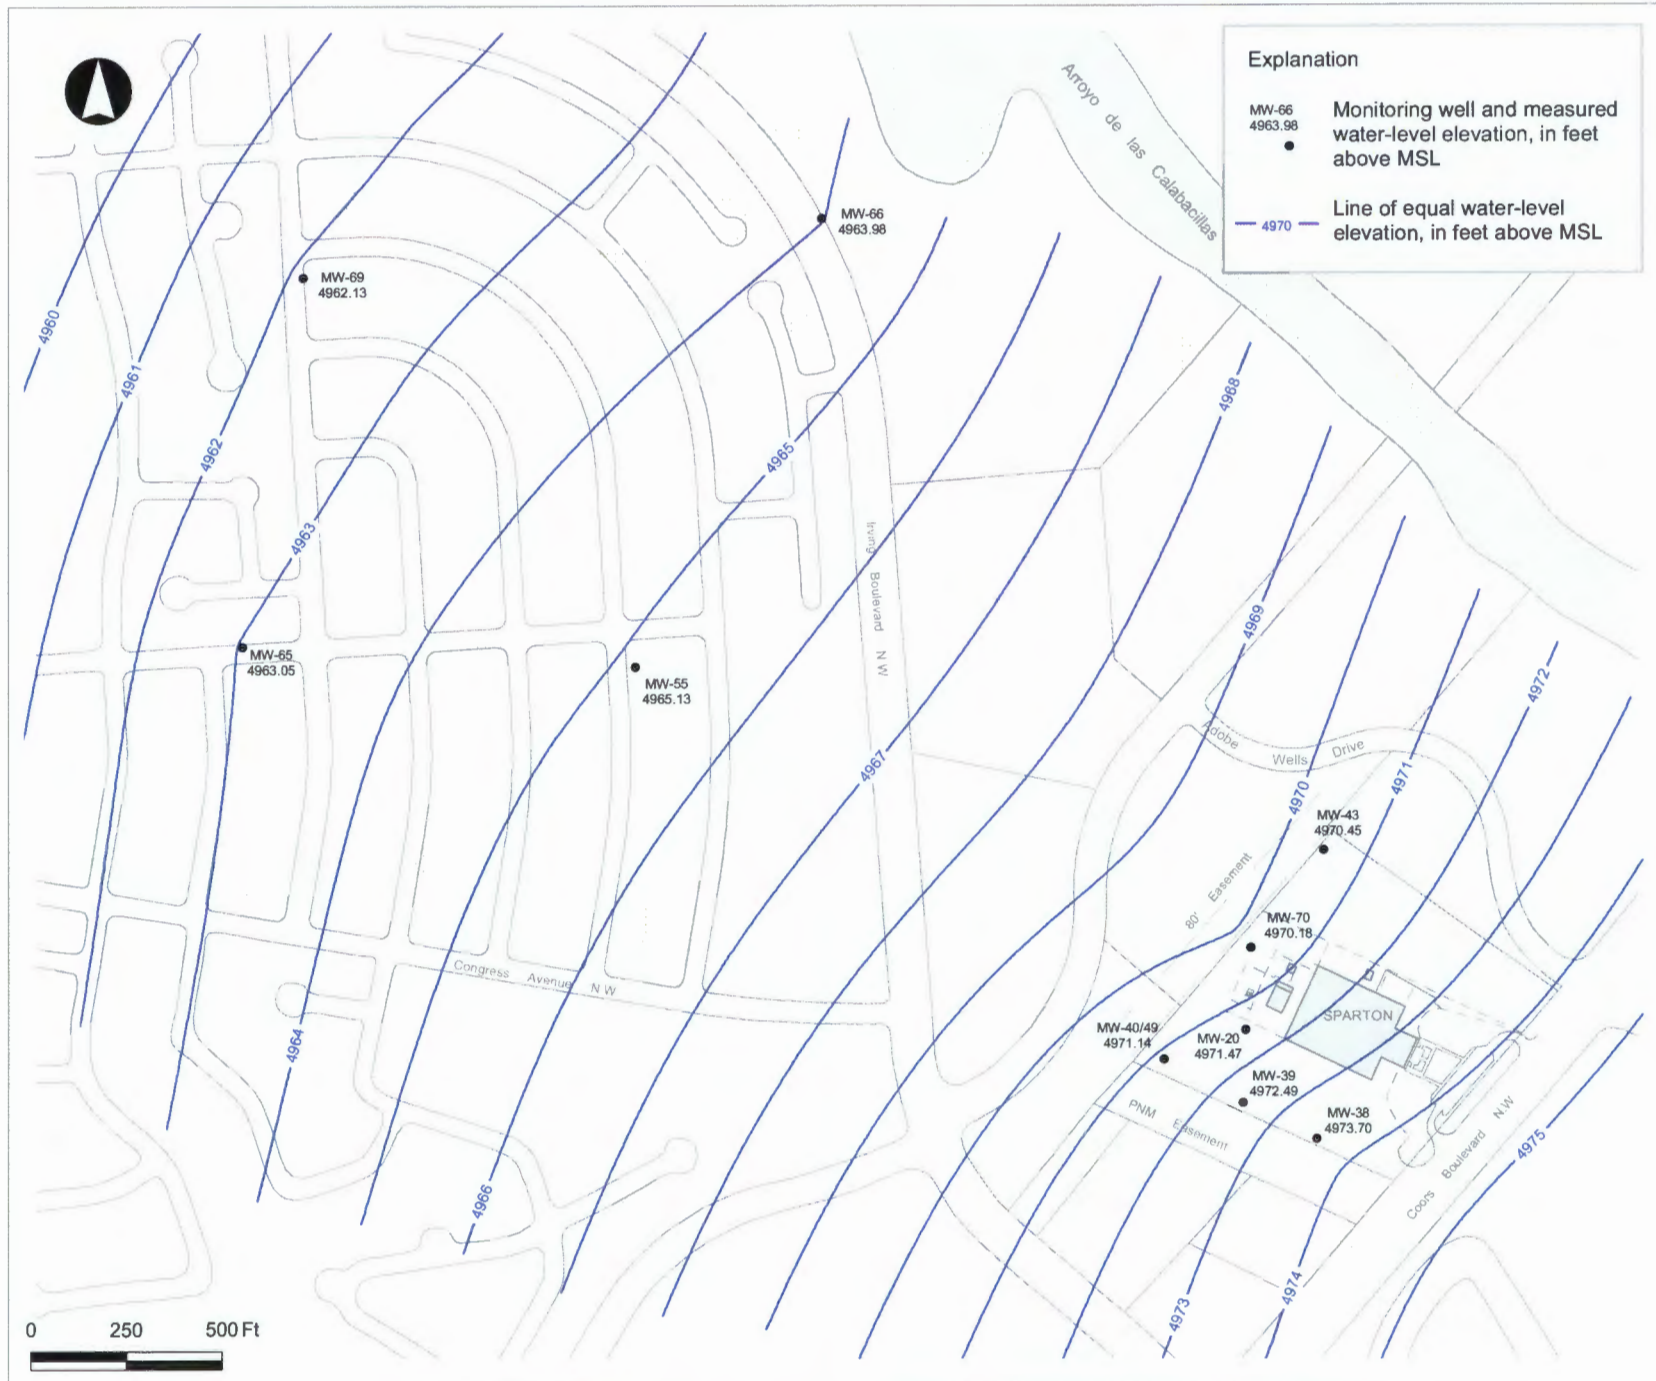 Explanation
MW-66
4963.98
Monitoring well and measured
water-level elevation, in feet
above MSL
4970
Line of equal water-level
elevation, in feet above MSL
Arroyo de las Calabacillas
MW-66
4963.98
MW-69
4962.13
4960
4961
4962
4963
4965
4968
Irving Boulevard NW
4969
MW-65
4963.05
MW-55
4965.13
4972
Adobe Wells Drive
4967
4970
4971
MW-43
4970.45
80' Easement
MW-70
4970.18
Congress Avenue NW
SPARTON
MW-40/49
4971.14
MW-20
4971.47
4964
MW-39
4972.49
PNM Easement
MW-38
4973.70
Coors Boulevard N.W
4975
4966
4973
4974
0 250 500 Ft